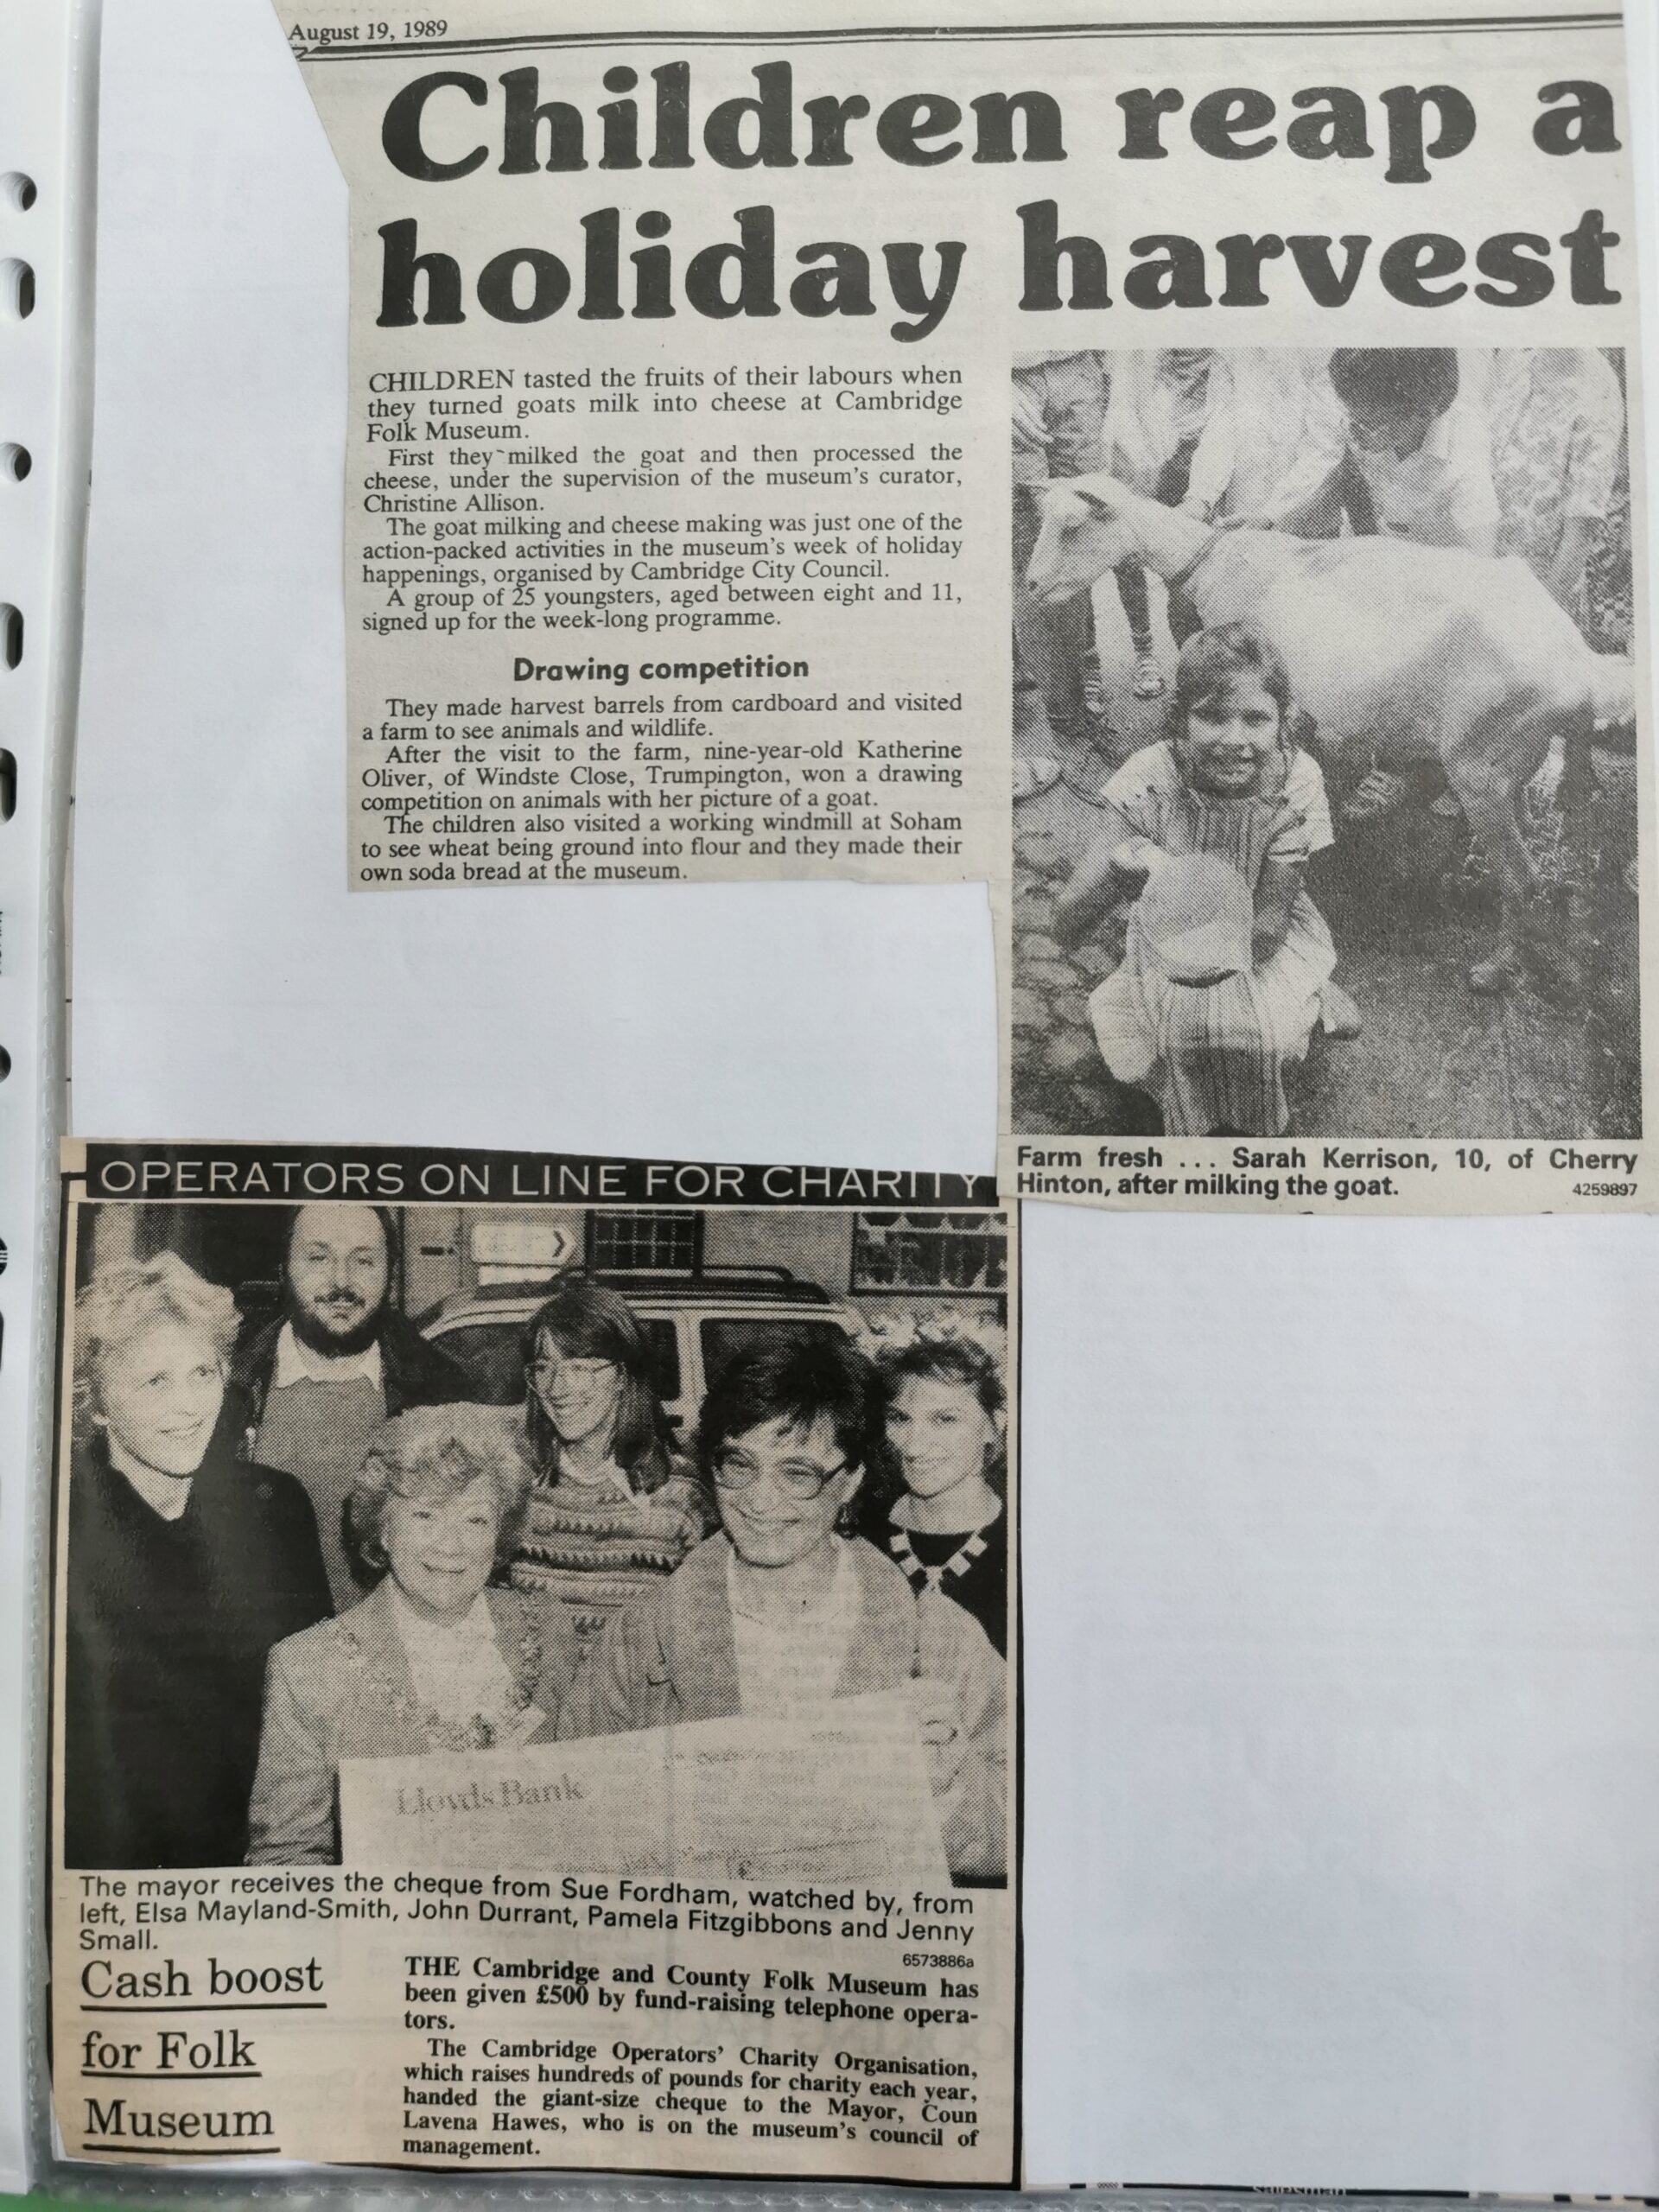 August 19, 1989
Children reap a
holiday harvest
CHILDREN tasted the fruits of their labours when
they turned goats milk into cheese at Cambridge
Folk Museum.
First they milked the goat and then processed the
cheese, under the supervision of the museum's curator,
Christine Allison.
The goat milking and cheese making was just one of the
action-packed activities in the museum's week of holiday
happenings, organised by Cambridge City Council.
A group of 25 youngsters, aged between eight and 11,
signed up for the week-long programme.
Drawing competition
They made harvest barrels from cardboard and visited
a farm to see animals and wildlife.
After the visit to the farm, nine-year-old Katherine
Oliver, of Windste Close, Trumpington, won a drawing
competition on animals with her picture of a goat.
The children also visited a working windmill at Soham
to see wheat being ground into flour and they made their
own soda bread at the museum.
Farm fresh ... Sarah Kerrison, 10, of Cherry
Hinton, after milking the goat.
4259897
OPERATORS ON LINE FOR CHARITY
Lloyds Bank
The mayor receives the cheque from Sue Fordham, watched by, from
left, Elsa Mayland-Smith, John Durrant, Pamela Fitzgibbons and Jenny
Small.
6573886a
Cash boost
for Folk
Museum
THE Cambridge and County Folk Museum has
been given £500 by fund-raising telephone opera-
tors.
The Cambridge Operators' Charity Organisation,
which raises hundreds of pounds for charity each year,
handed the giant-size cheque to the Mayor, Coun
Lavena Hawes, who is on the museum's council of
management.